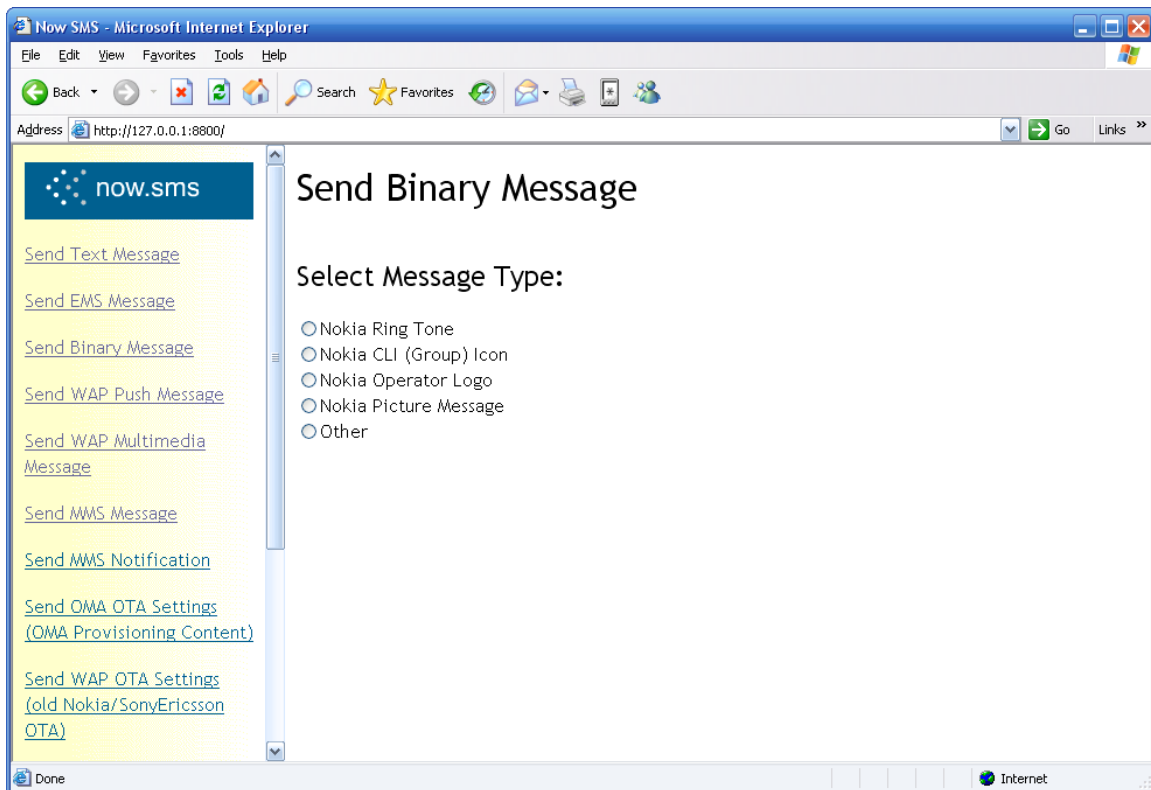 Now SMS - Microsoft Internet Explorer
File Edit View Favorites Tools Help
Back Search Favorites
Address http://127.0.0.1:8800/ Go Links »
now.sms
Send Text Message
Send EMS Message
Send Binary Message
Send WAP Push Message
Send WAP Multimedia
Message
Send MMS Message
Send MMS Notification
Send OMA OTA Settings
(OMA Provisioning Content)
Send WAP OTA Settings
(old Nokia/SonyEricsson
OTA)
Send Binary Message
Select Message Type:
Nokia Ring Tone
Nokia CLI (Group) Icon
Nokia Operator Logo
Nokia Picture Message
Other
Done Internet